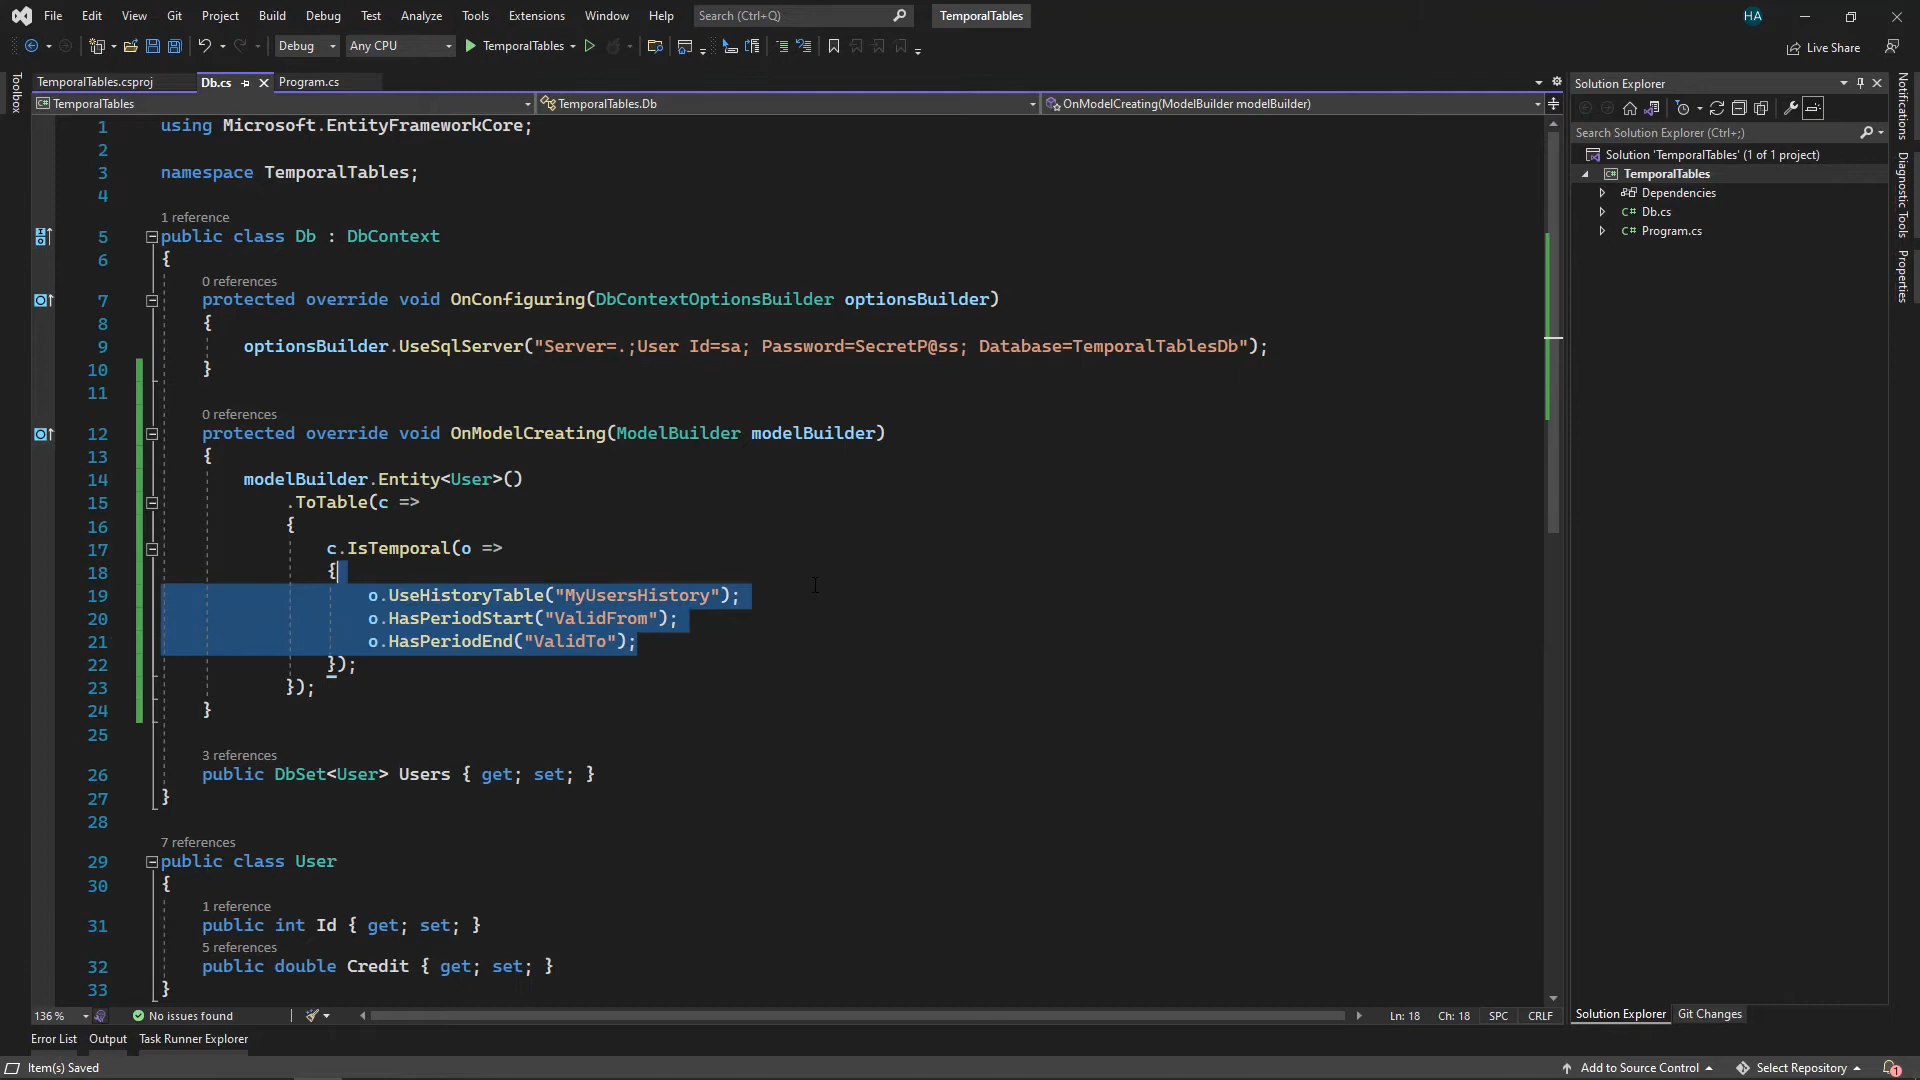 File Edit View Git Project Build Debug Test Analyze Tools Extensions Window Help Search (Ctrl+Q) TemporalTables HA
Debug Any CPU TemporalTables Live Share
TemporalTables.csproj Db.cs Program.cs
TemporalTables TemporalTables.Db OnModelCreating(ModelBuilder modelBuilder)
Toolbox
1 using Microsoft.EntityFrameworkCore;
2
3 namespace TemporalTables;
4
1 reference
5 public class Db : DbContext
6 {
0 references
7 protected override void OnConfiguring(DbContextOptionsBuilder optionsBuilder)
8 {
9 optionsBuilder.UseSqlServer("Server=.;User Id=sa; Password=SecretP@ss; Database=TemporalTablesDb");
10 }
11
0 references
12 protected override void OnModelCreating(ModelBuilder modelBuilder)
13 {
14 modelBuilder.Entity<User>()
15 .ToTable(c =>
16 {
17 c.IsTemporal(o =>
18 {
19 o.UseHistoryTable("MyUsersHistory");
20 o.HasPeriodStart("ValidFrom");
21 o.HasPeriodEnd("ValidTo");
22 });
23 });
24 }
25
3 references
26 public DbSet<User> Users { get; set; }
27 }
28
7 references
29 public class User
30 {
1 reference
31 public int Id { get; set; }
5 references
32 public double Credit { get; set; }
33 }
136 % No issues found Ln: 18 Ch: 18 SPC CRLF
Error List Output Task Runner Explorer
Item(s) Saved Add to Source Control Select Repository 1
Solution Explorer
Search Solution Explorer (Ctrl+;)
Solution 'TemporalTables' (1 of 1 project)
TemporalTables
Dependencies
C# Db.cs
C# Program.cs
Solution Explorer Git Changes
Notifications
Diagnostic Tools
Properties